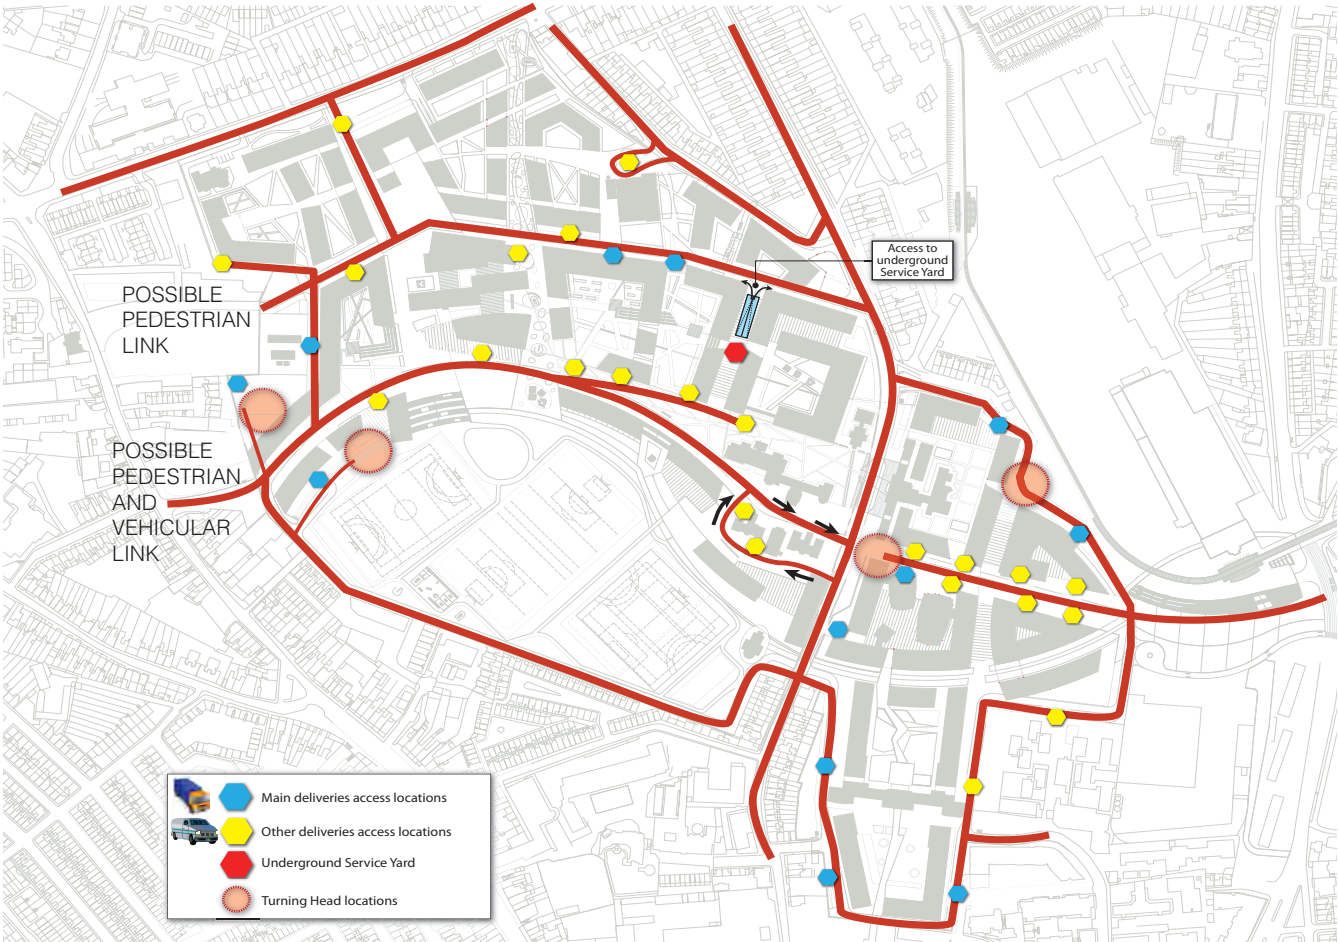 Access to
underground
Service Yard
POSSIBLE
PEDESTRIAN
LINK
POSSIBLE
PEDESTRIAN
AND
VEHICULAR
LINK
Main deliveries access locations
Other deliveries access locations
Underground Service Yard
Turning Head locations